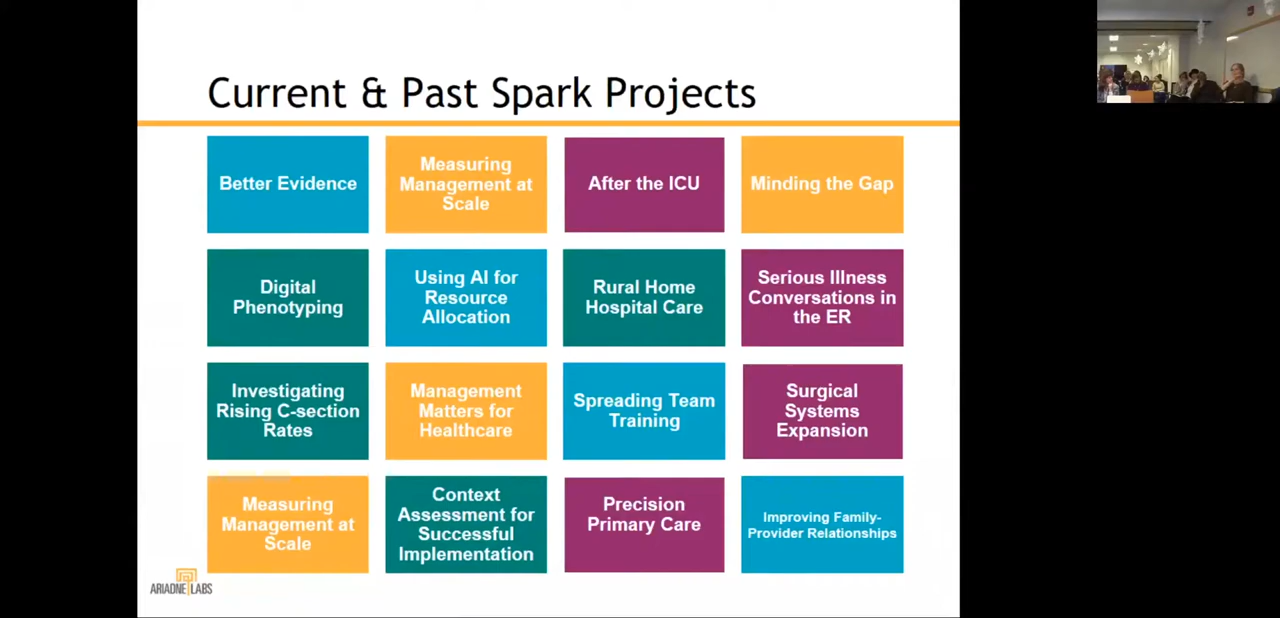 Current & Past Spark Projects
Better Evidence
Measuring
Management at
Scale
After the ICU
Minding the Gap
Digital
Phenotyping
Using AI for
Resource
Allocation
Rural Home
Hospital Care
Serious Illness
Conversations in
the ER
Investigating
Rising C-section
Rates
Management
Matters for
Healthcare
Spreading Team
Training
Surgical
Systems
Expansion
Measuring
Management at
Scale
Context
Assessment for
Successful
Implementation
Precision
Primary Care
Improving Family-
Provider Relationships
ARIADNE LABS